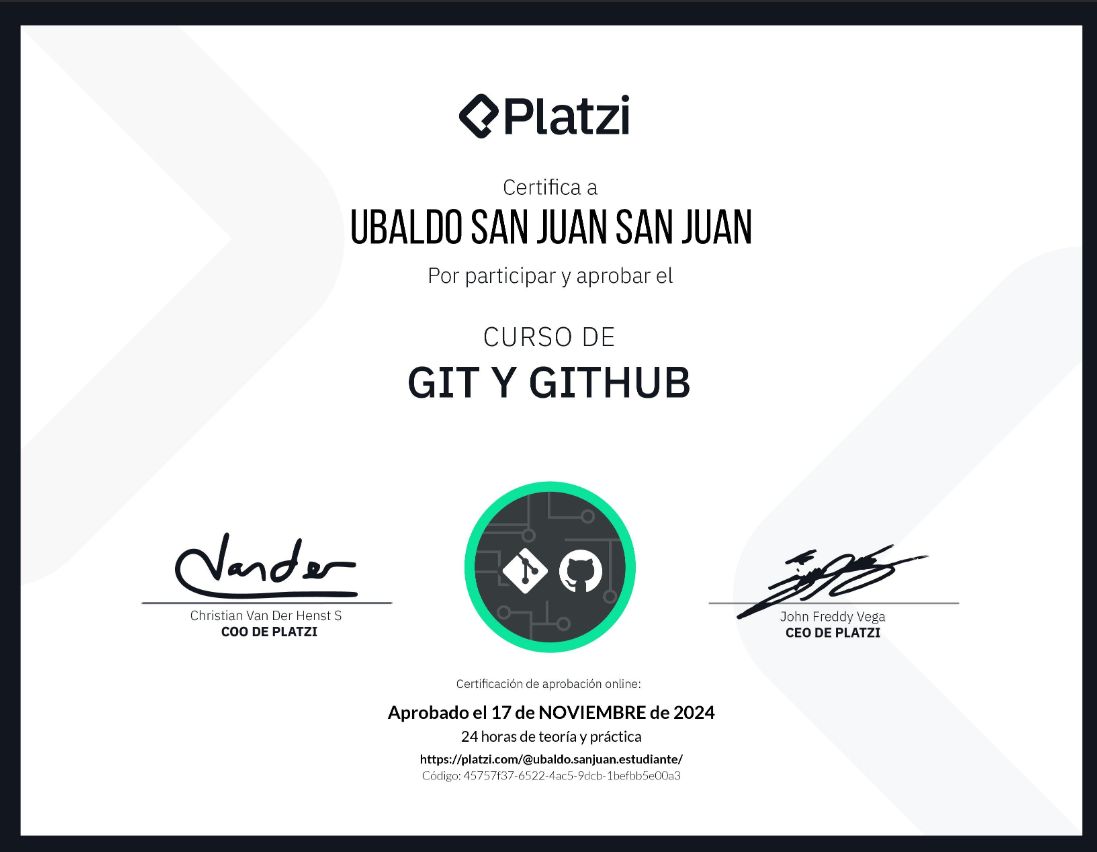 Platzi
Certifica a
UBALDO SAN JUAN SAN JUAN
Por participar y aprobar el
CURSO DE
GIT Y GITHUB
Vander
Christian Van Der Henst S
COO DE PLATZI
John Freddy Vega
CEO DE PLATZI
Certificación de aprobación online:
Aprobado el 17 de NOVIEMBRE de 2024
24 horas de teoría y práctica
https://platzi.com/@ubaldo.sanjuan.estudiante/
Código: 45757f37-6522-4ac5-9dcb-1befbb5e00a3